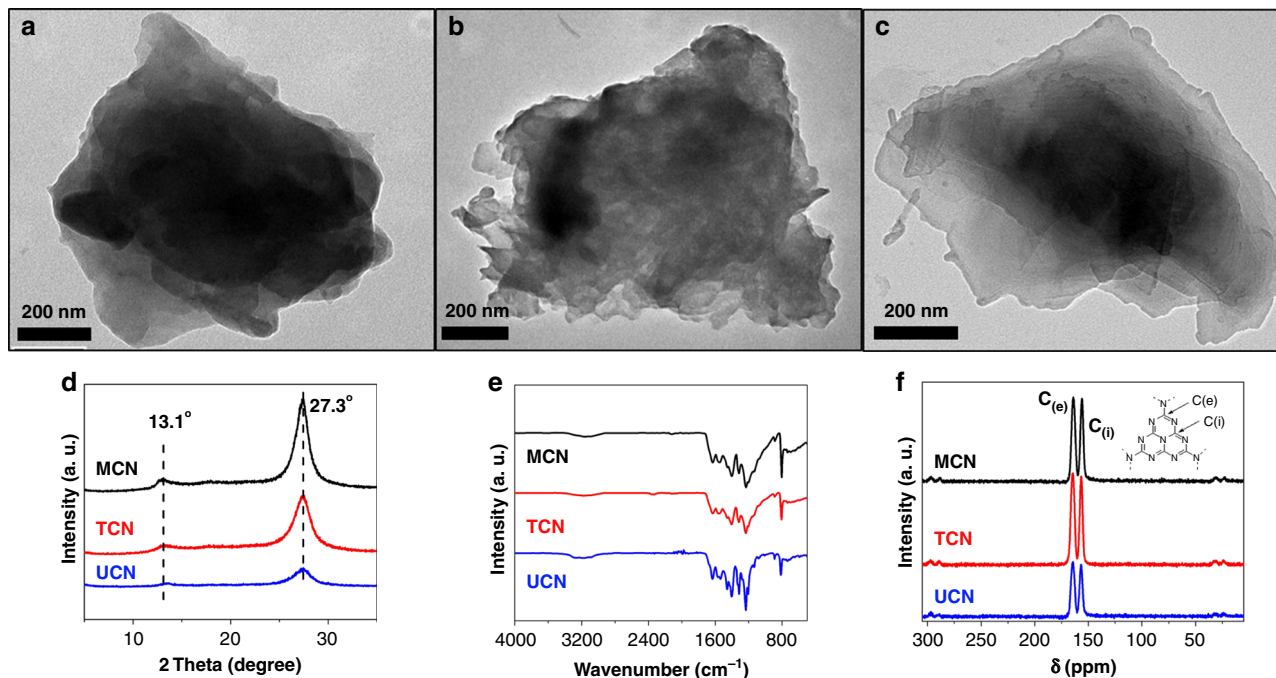 a
200 nm
b
200 nm
c
200 nm
d
13.1°
27.3°
MCN
TCN
UCN
Intensity (a. u.)
10
20
30
2 Theta (degree)
e
MCN
TCN
UCN
Intensity (a. u.)
4000
3200
2400
1600
800
Wavenumber (cm⁻¹)
f
C(e)
C(i)
N
C(e)
N
N
C(i)
N
N
N
N
N
N
N
MCN
TCN
UCN
Intensity (a. u.)
300
250
200
150
100
50
δ (ppm)